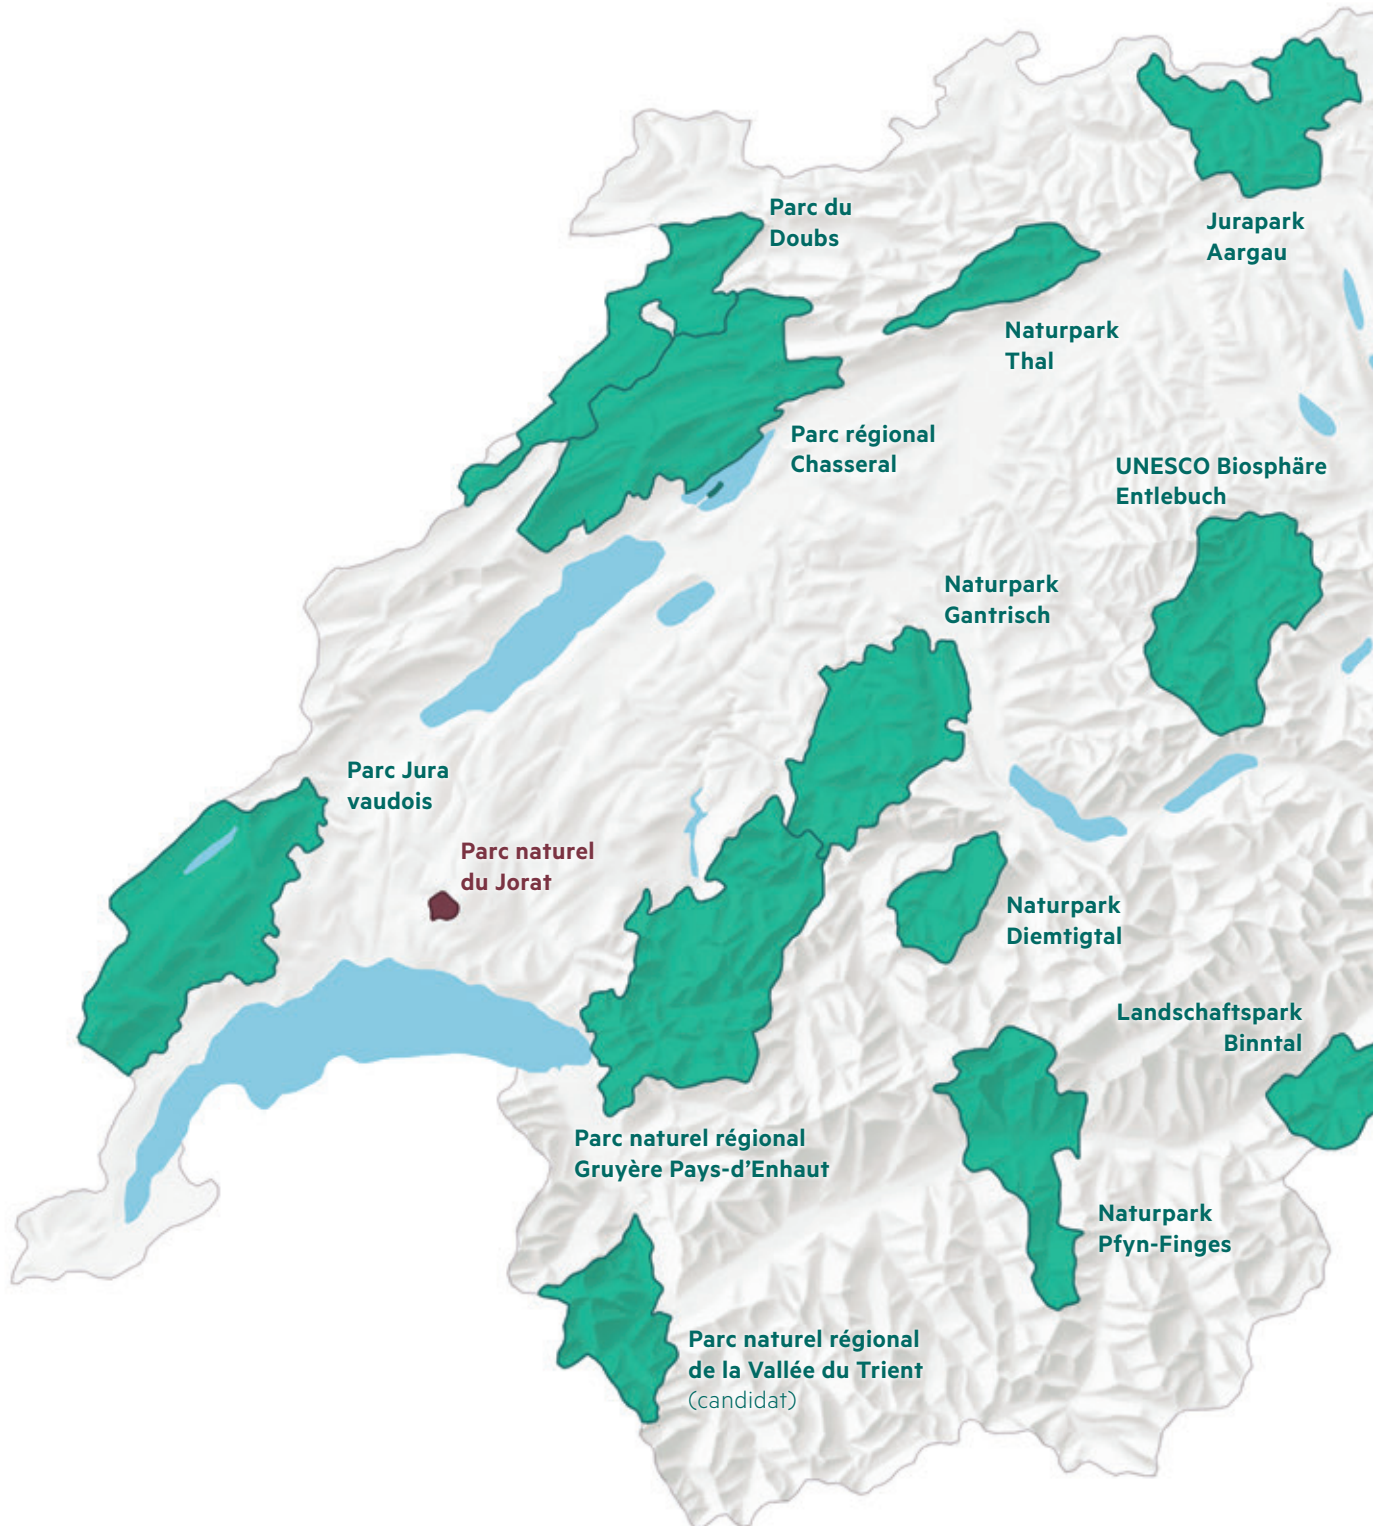 Parc du
Doubs
Jurapark
Aargau
Naturpark
Thal
Parc régional
Chasseral
UNESCO Biosphäre
Entlebuch
Naturpark
Gantrisch
Parc Jura
vaudois
Parc naturel
du Jorat
Naturpark
Diemtigtal
Landschaftspark
Binntal
Parc naturel régional
Gruyère Pays-d’Enhaut
Naturpark
Pfyn-Finges
Parc naturel régional
de la Vallée du Trient
(candidat)